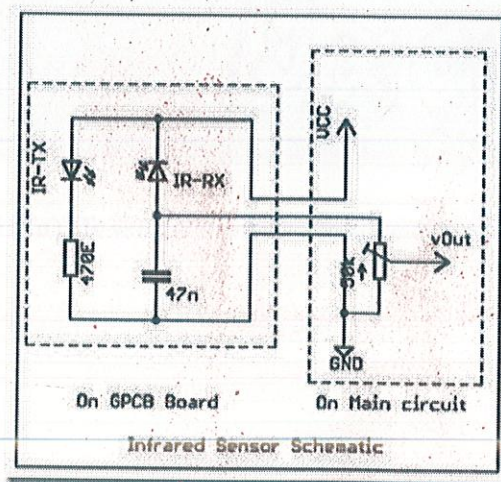 VCC
IR-TX
IR-RX
vOut
470E
47n
GND
On GPCB Board
On Main circuit
Infrared Sensor Schematic